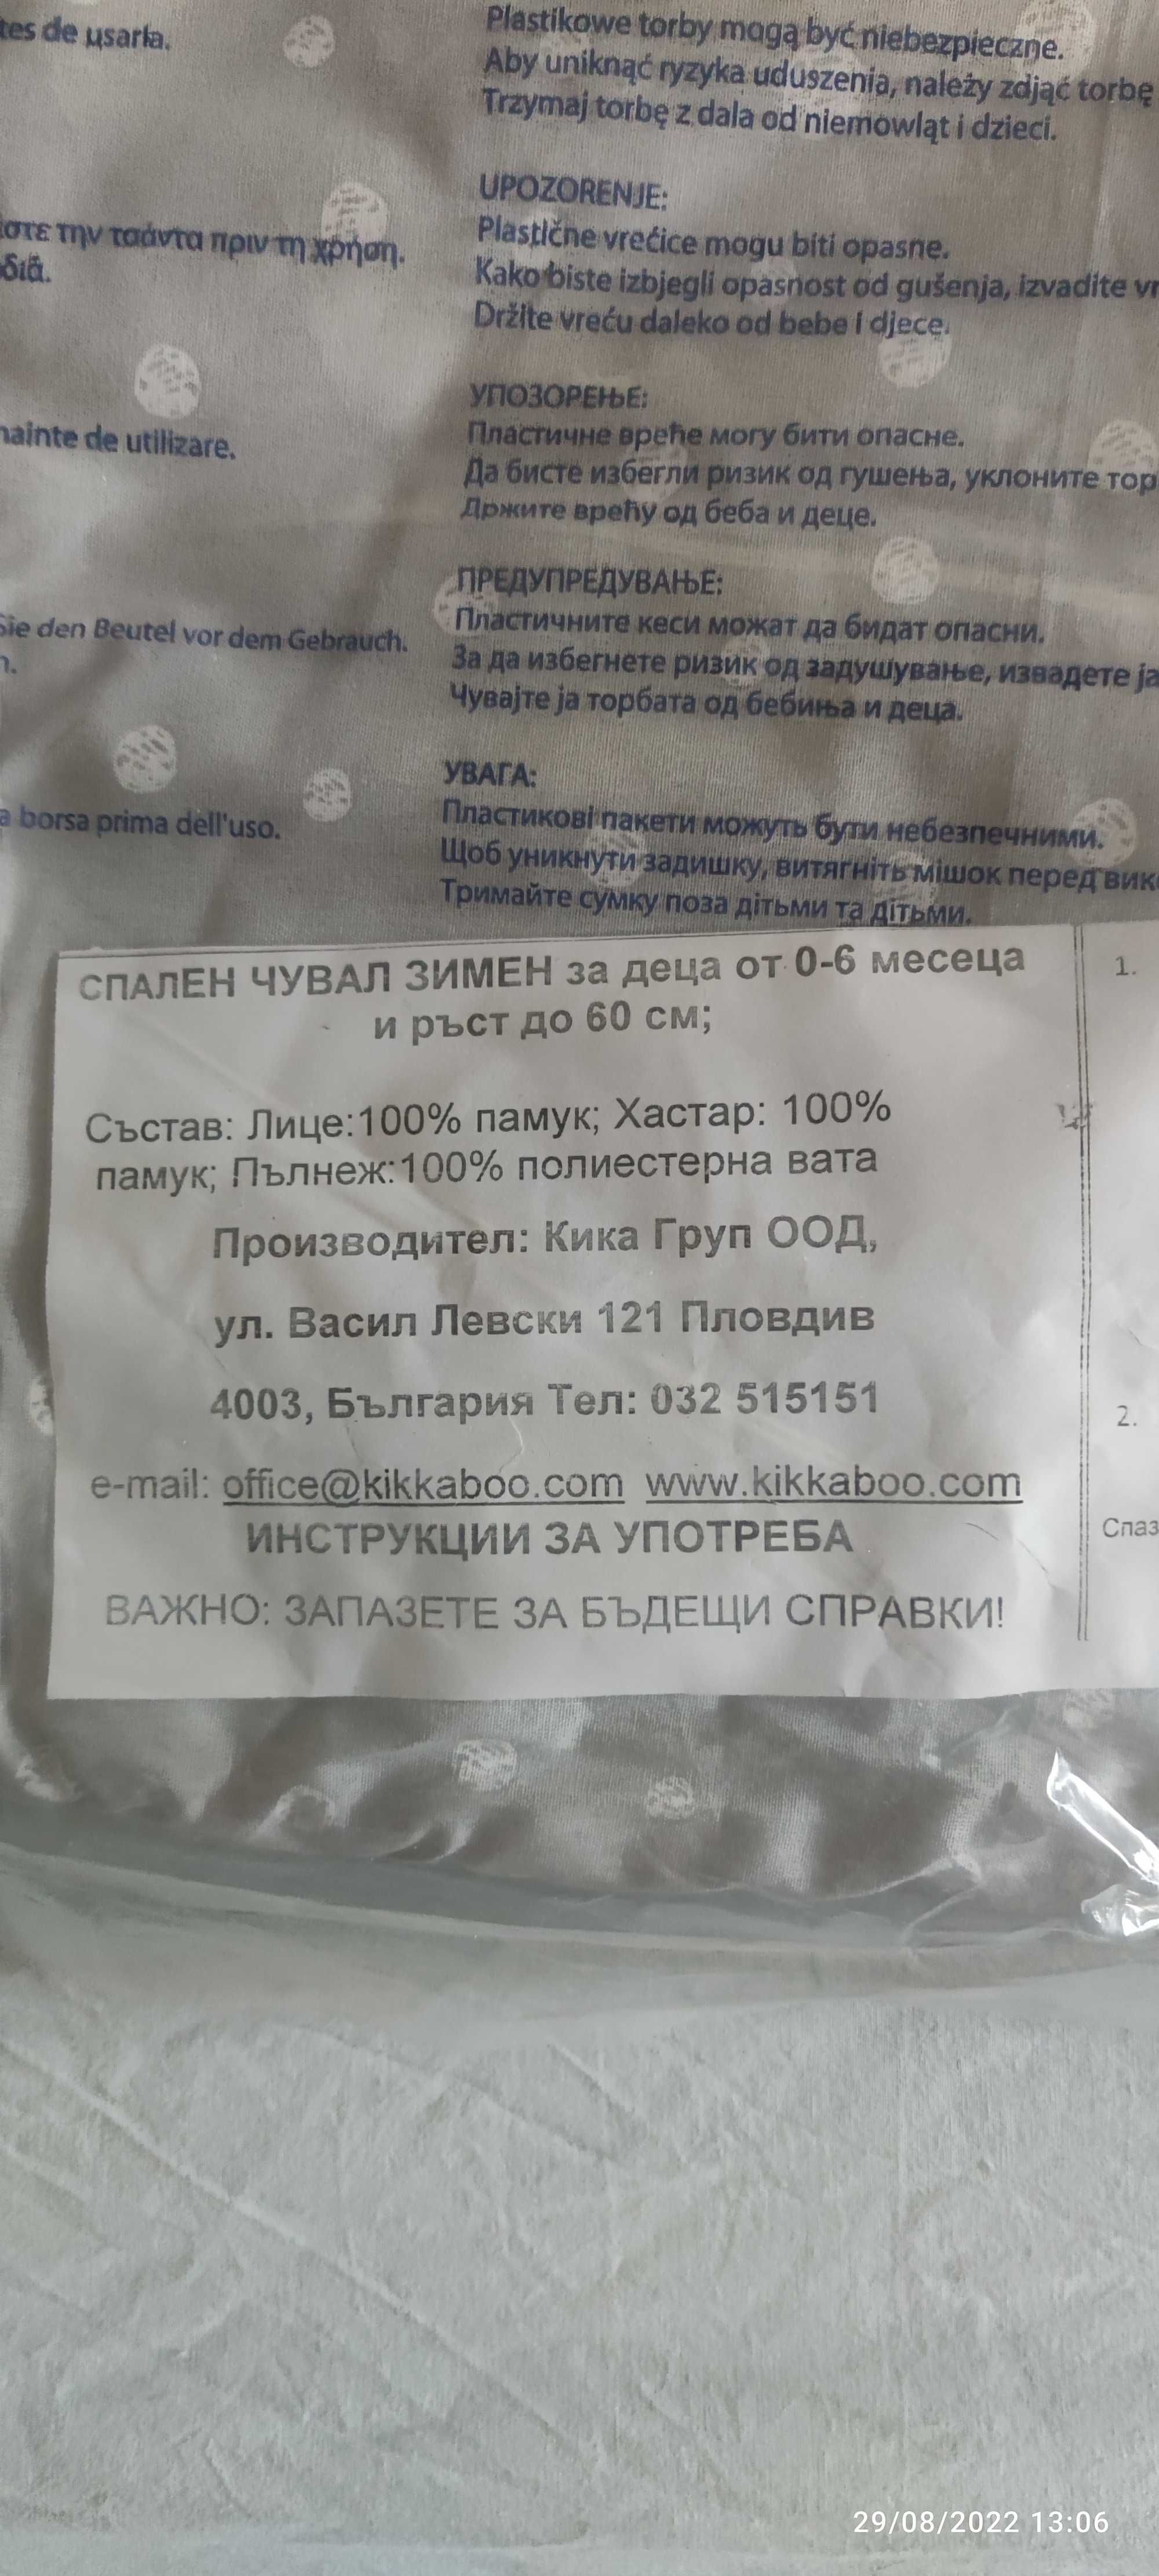 tes de usarla.
στε την τσάντα πριν τη χρήση.
διά.
nainte de utilizare.
Sie den Beutel vor dem Gebrauch.
n.
a borsa prima dell'uso.
Plastikowe torby mogą być niebezpieczne.
Aby uniknąć ryzyka uduszenia, należy zdjąć torbę
Trzymaj torbę z dala od niemowląt i dzieci.
UPOZORENJE:
Plastične vrećice mogu biti opasne.
Kako biste izbjegli opasnost od gušenja, izvadite vr
Držite vreću daleko od bebe i djece.
УПОЗОРЕЊЕ:
Пластичне вреће могу бити опасне.
Да бисте избегли ризик од гушења, уклоните тор
Држите врећу од беба и деце.
ПРЕДУПРЕДУВАЊЕ:
Пластичните кеси можат да бидат опасни.
За да избегнете ризик од задушување, извадете ја
Чувајте ја торбата од бебиња и деца.
УВАГА:
Пластикові пакети можуть бути небезпечними.
Щоб уникнути задишку, витягніть мішок перед вик
Тримайте сумку поза дітьми та дітьми.
СПАЛЕН ЧУВАЛ ЗИМЕН за деца от 0-6 месеца
и ръст до 60 см;
Състав: Лице:100% памук; Хастар: 100%
памук; Пълнеж:100% полиестерна вата
Производител: Кика Груп ООД,
ул. Васил Левски 121 Пловдив
4003, България Тел: 032 515151
e-mail: office@kikkaboo.com www.kikkaboo.com
ИНСТРУКЦИИ ЗА УПОТРЕБА
ВАЖНО: ЗАПАЗЕТЕ ЗА БЪДЕЩИ СПРАВКИ!
1.
2.
Спаз
29/08/2022 13:06